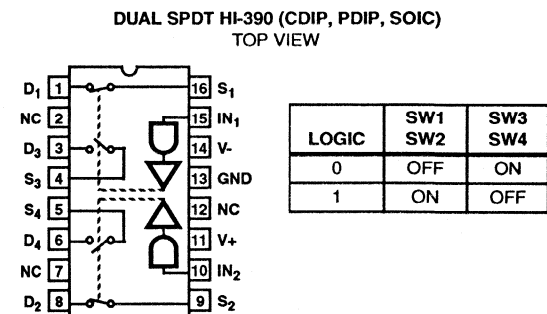 DUAL SPDT HI-390 (CDIP, PDIP, SOIC)
TOP VIEW
D1 1 16 S1
NC 2 15 IN1
D3 3 14 V-
S3 4 13 GND
S4 5 12 NC
D4 6 11 V+
NC 7 10 IN2
D2 8 9 S2
LOGIC SW1 SW2 SW3 SW4
0 OFF ON
1 ON OFF